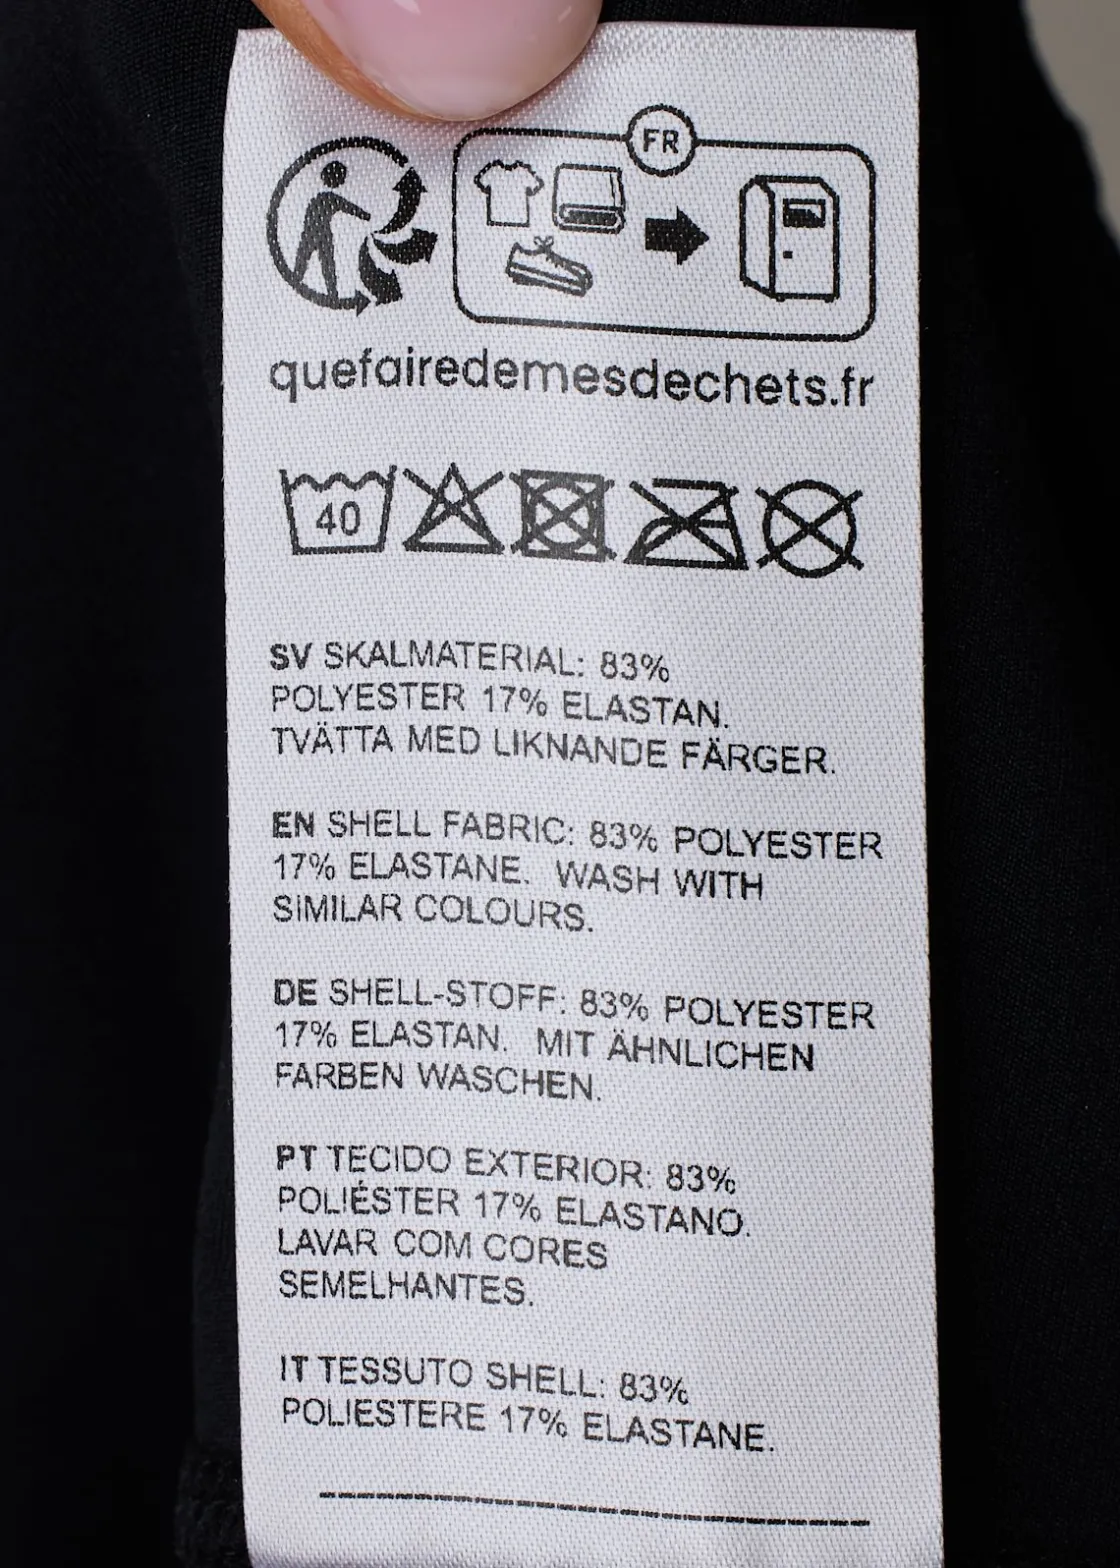 FR
quefairedemesdechets.fr
40
SV SKALMATERIAL: 83%
POLYESTER 17% ELASTAN.
TVÄTTA MED LIKNANDE FÄRGER.
EN SHELL FABRIC: 83% POLYESTER
17% ELASTANE. WASH WITH
SIMILAR COLOURS.
DE SHELL-STOFF: 83% POLYESTER
17% ELASTAN. MIT ÄHNLICHEN
FARBEN WASCHEN.
PT TECIDO EXTERIOR: 83%
POLIÉSTER 17% ELASTANO.
LAVAR COM CORES
SEMELHANTES.
IT TESSUTO SHELL: 83%
POLIESTERE 17% ELASTANE.